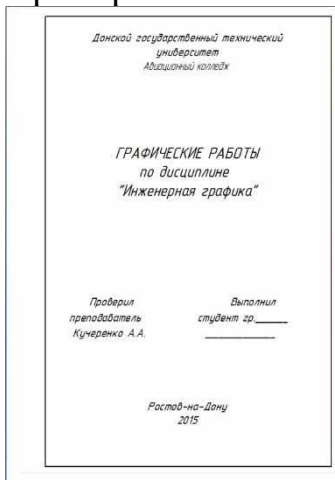 Донской государственный технический
университет
Авиационный колледж
ГРАФИЧЕСКИЕ РАБОТЫ
по дисциплине
"Инженерная графика"
Проверил
преподаватель
Кучеренко А.А.
Выполнил
студент гр.______
____________
Ростов-на-Дону
2015